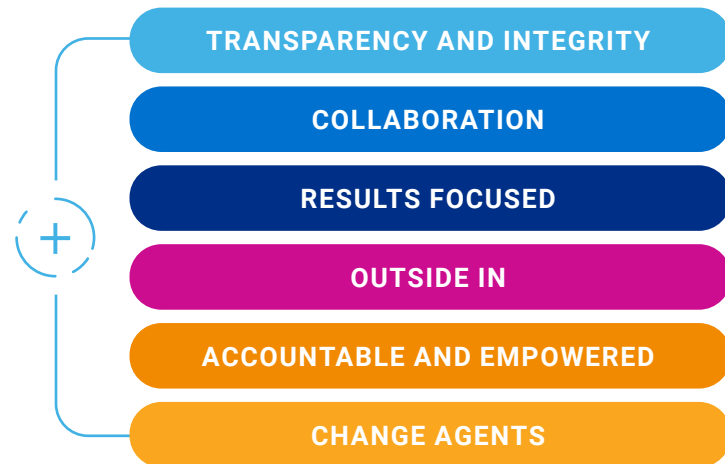 TRANSPARENCY AND INTEGRITY
COLLABORATION
RESULTS FOCUSED
OUTSIDE IN
ACCOUNTABLE AND EMPOWERED
CHANGE AGENTS